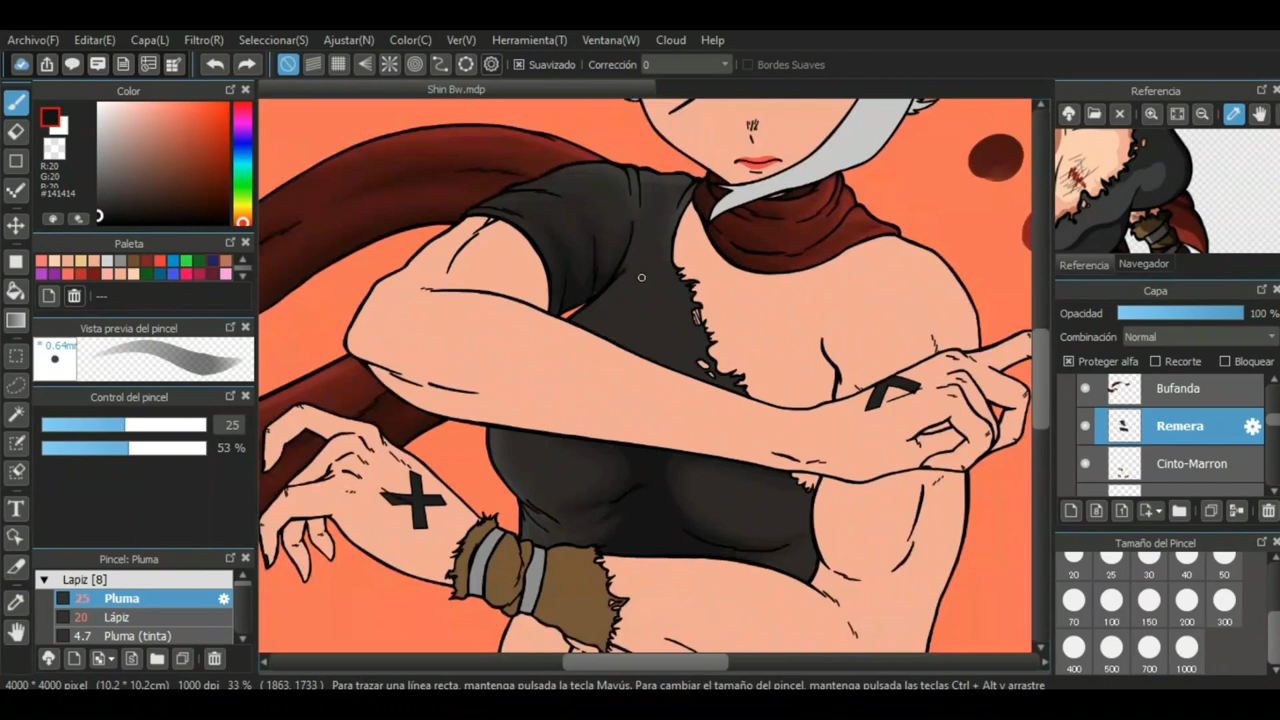 Archivo(F) Editar(E) Capa(L) Filtro(R) Seleccionar(S) Ajustar(N) Color(C) Ver(V) Herramienta(T) Ventana(W) Cloud Help
Suavizado Corrección 0 Bordes Suaves
Color
Shin Bw.mdp
Referencia
R:20
G:20
B:20
#141414
Paleta
---
Referencia Navegador
Capa
Opacidad 100 %
Vista previa del pincel
* 0.64mm
Combinación Normal
Proteger alfa Recorte Bloquear
Bufanda
Control del pincel
25
53 %
Remera
Cinto-Marron
Tamaño del Pincel
Pincel: Pluma
Lapiz [8]
25 Pluma
20 Lápiz
4.7 Pluma (tinta)
20 25 30 40 50
70 100 150 200 300
400 500 700 1000
4000 * 4000 pixel (10.2 * 10.2cm) 1000 dpi 33 % ( 1863, 1733 ) Para trazar una línea recta, mantenga pulsada la tecla Mayús. Para cambiar el tamaño del pincel, mantenga pulsadas las teclas Ctrl + Alt y arrastre